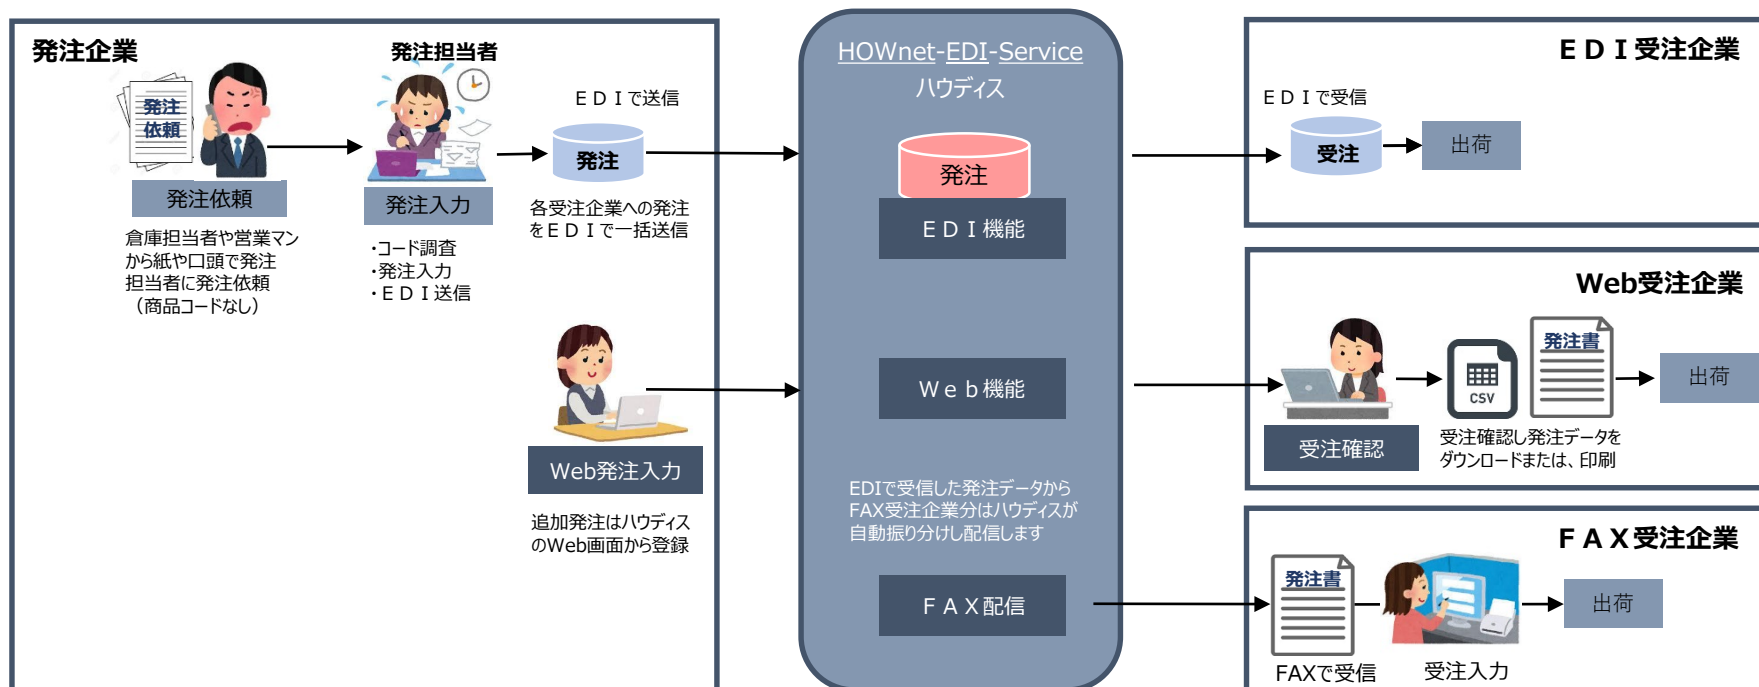 発注企業
発注
依頼
発注依頼
倉庫担当者や営業マン
から紙や口頭で発注
担当者に発注依頼
（商品コードなし）
発注担当者
発注入力
・コード調査
・発注入力
・ＥＤＩ送信
ＥＤＩで送信
発注
各受注企業への発注
をＥＤＩで一括送信
Web発注入力
追加発注はハウディス
のWeb画面から登録
HOWnet-EDI-Service
ハウディス
発注
ＥＤＩ機能
Ｗｅｂ機能
EDIで受信した発注データから
FAX受注企業分はハウディスが
自動振り分けし配信します
ＦＡＸ配信
ＥＤＩ受注企業
ＥＤＩで受信
受注
出荷
Web受注企業
受注確認
CSV
発注書
受注確認し発注データを
ダウンロードまたは、印刷
出荷
ＦＡＸ受注企業
発注書
FAXで受信
受注入力
出荷